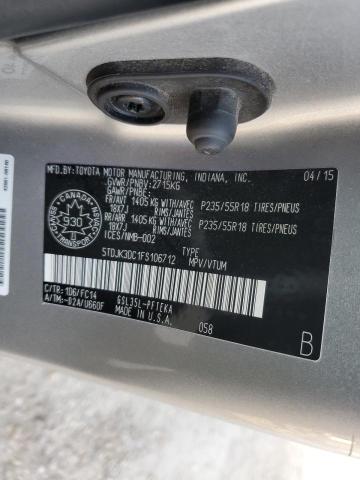 MFD.BY:TOYOTA MOTOR MANUFACTURING, INDIANA, INC. 04/15
GVWR/PNBV:2715KG
GAWR/PNBE:
FR/AV 1405 KG WITH/AVEC P235/55R18 TIRES/PNEUS
18X7J RIMS/JANTES
RR/AR 1405 KG WITH/AVEC P235/55R18 TIRES/PNEUS
18X7J RIMS/JANTES
ICES/NMB-002
5TDJK3DC1FS106712 TYPE MPV/VTUM
C/TR:1D6/FC14 GSL35L-PFTEKA
A/TM:-02A/U660F MADE IN U.S.A. 058
B
CANADA
930
TRANSPORT